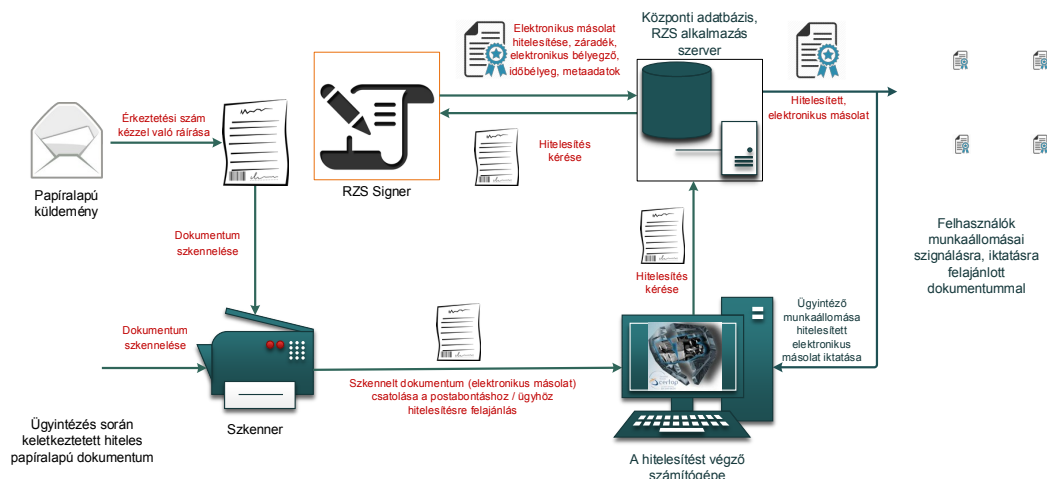 Központi adatbázis,
RZS alkalmazás
szerver
Elektronikus másolat
hitelesítése, záradék,
elektronikus bélyegző,
időbélyeg, metaadatok
Érkeztetési szám
kézzel való ráírása
Hitelesített,
elektronikus másolat
Hitelesítés
kérése
RZS Signer
Papíralapú
küldemény
Dokumentum
szkennelése
Felhasználók
munkaállomásai
szignálásra, iktatásra
felajánlott
dokumentummal
Hitelesítés
kérése
Ügyintéző
munkaállomása
hitelesített
elektronikus
másolat iktatása
Dokumentum
szkennelése
Szkennelt dokumentum (elektronikus másolat)
csatolása a postabontáshoz / ügyhöz
hitelesítésre felajánlás
Szkenner
Ügyintézés során
keletkeztetett hiteles
papíralapú dokumentum
A hitelesítést végző
számítógépe